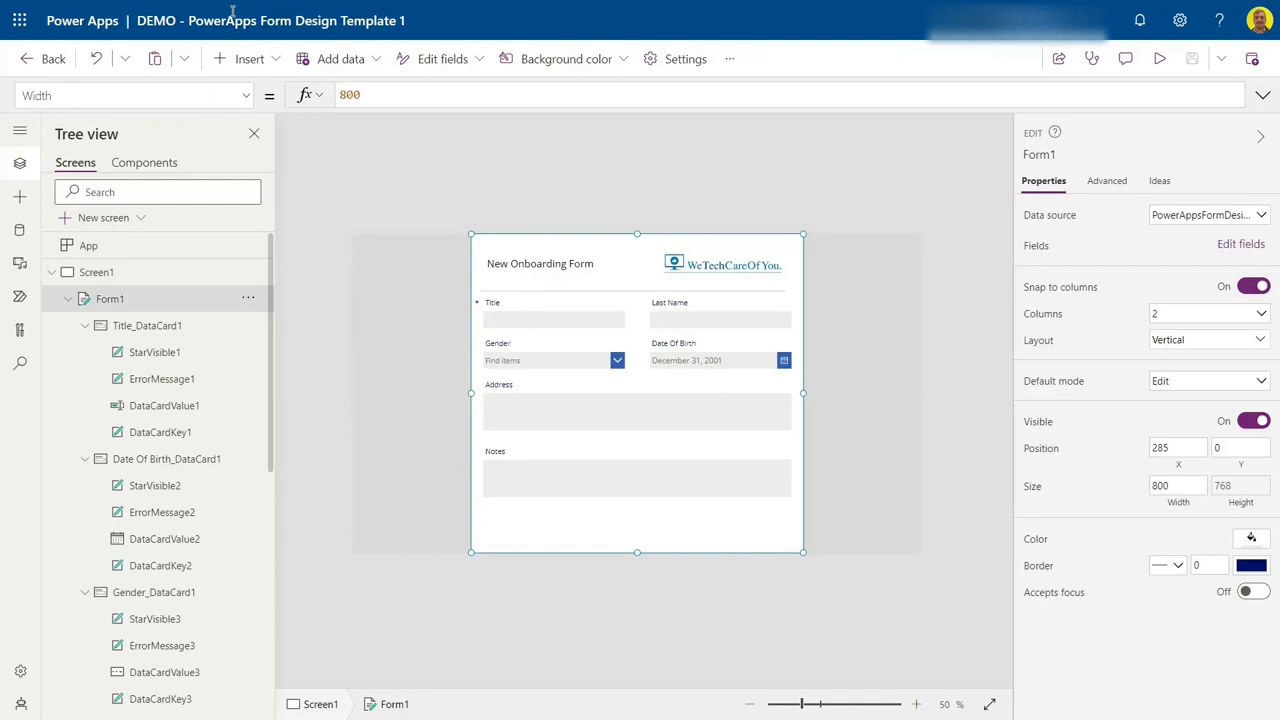 Power Apps | DEMO - PowerApps Form Design Template 1
Back
Insert
Add data
Edit fields
Background color
Settings
Width
=
fx
800
Tree view
Screens
Components
Search
New screen
App
Screen1
Form1
Title_DataCard1
StarVisible1
ErrorMessage1
DataCardValue1
DataCardKey1
Date Of Birth_DataCard1
StarVisible2
ErrorMessage2
DataCardValue2
DataCardKey2
Gender_DataCard1
StarVisible3
ErrorMessage3
DataCardValue3
DataCardKey3
New Onboarding Form
WeTechCareOf You.
* Title
Last Name
Gender
Date Of Birth
Find items
December 31, 2001
Address
Notes
Screen1
Form1
50 %
EDIT
Form1
Properties
Advanced
Ideas
Data source
PowerAppsFormDesi...
Fields
Edit fields
Snap to columns
On
Columns
2
Layout
Vertical
Default mode
Edit
Visible
On
Position
285
0
X
Y
Size
800
768
Width
Height
Color
Border
0
Accepts focus
Off